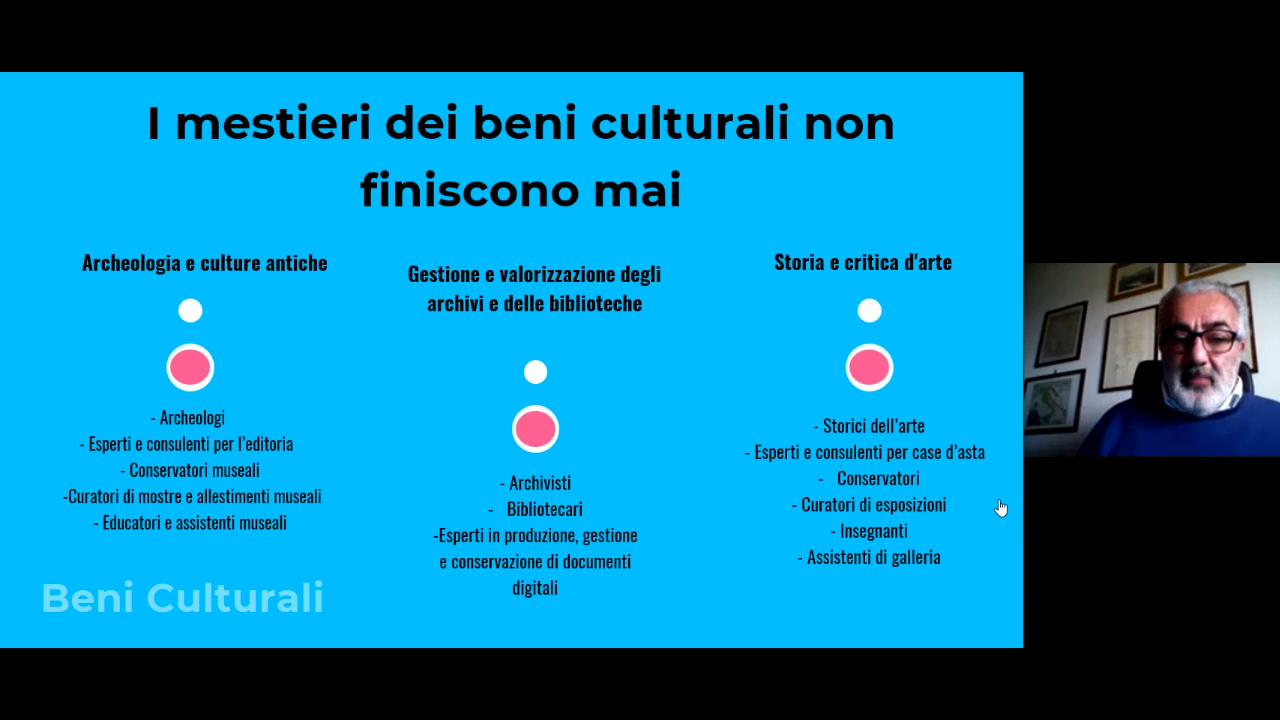 I mestieri dei beni culturali non
finiscono mai
Archeologia e culture antiche
- Archeologi
- Esperti e consulenti per l'editoria
- Conservatori museali
-Curatori di mostre e allestimenti museali
- Educatori e assistenti museali
Gestione e valorizzazione degli
archivi e delle biblioteche
- Archivisti
- Bibliotecari
-Esperti in produzione, gestione
e conservazione di documenti
digitali
Storia e critica d'arte
- Storici dell'arte
- Esperti e consulenti per case d'asta
- Conservatori
- Curatori di esposizioni
- Insegnanti
- Assistenti di galleria
Beni Culturali